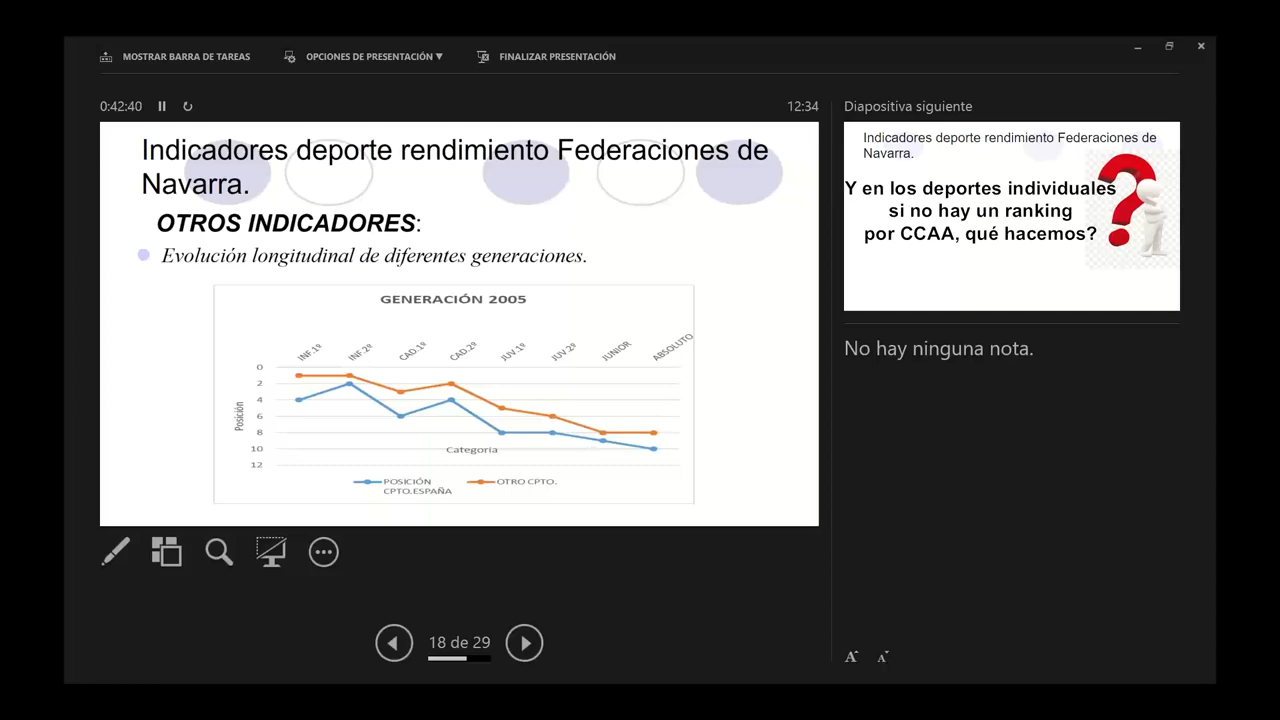 MOSTRAR BARRA DE TAREAS
OPCIONES DE PRESENTACIÓN ▼
FINALIZAR PRESENTACIÓN
0:42:40
12:34
Indicadores deporte rendimiento Federaciones de
Navarra.
OTROS INDICADORES:
Evolución longitudinal de diferentes generaciones.
GENERACIÓN 2005
INF.1º
INF.2º
CAD.1º
CAD.2º
JUV.1º
JUV.2º
JUNIOR
ABSOLUTO
0
2
4
6
8
10
12
Posición
Categoria
POSICIÓN
CPTO.ESPAÑA
OTRO CPTO.
Diapositiva siguiente
Indicadores deporte rendimiento Federaciones de
Navarra.
Y en los deportes individuales
si no hay un ranking
por CCAA, qué hacemos?
No hay ninguna nota.
18 de 29
A
A